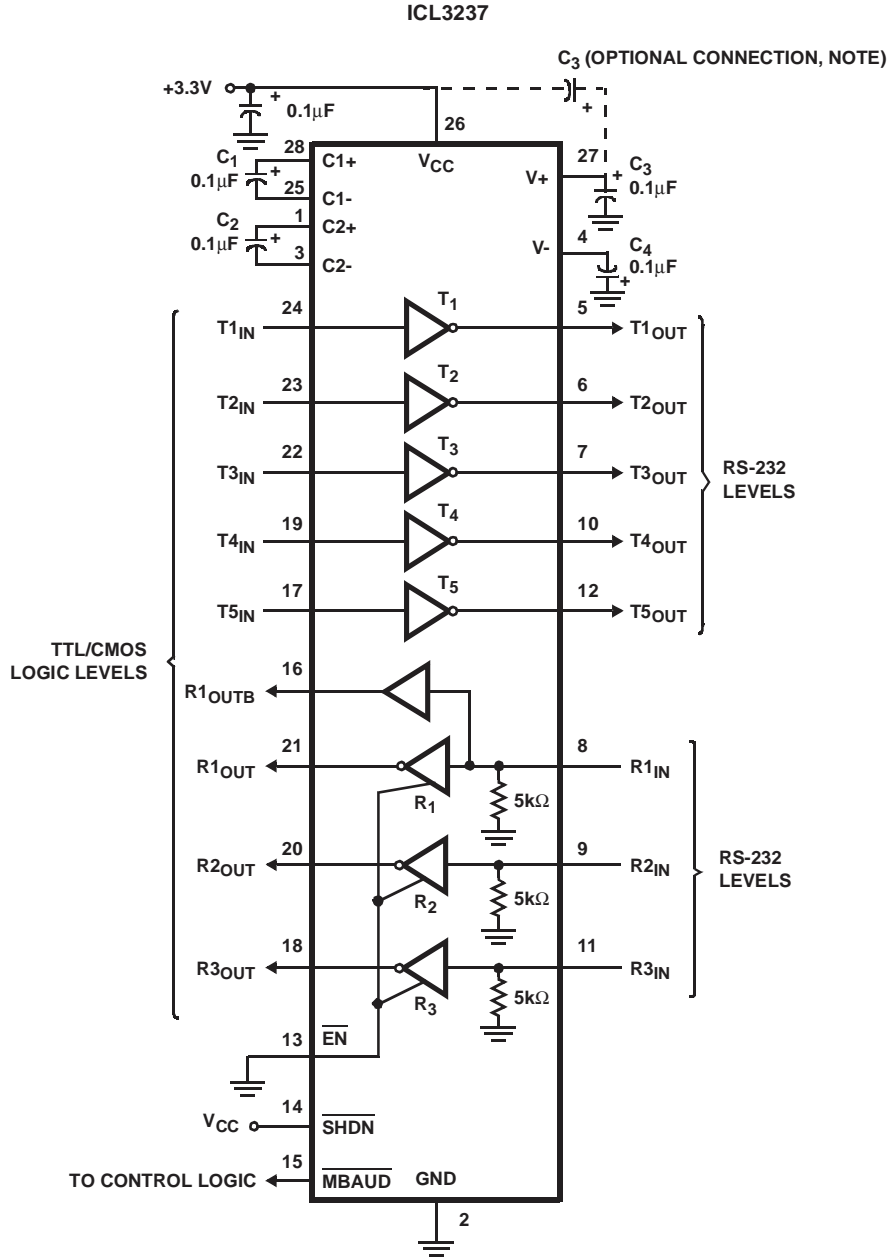 ICL3237
C3 (OPTIONAL CONNECTION, NOTE)
+3.3V
+
0.1μF
+
26
28
C1+
VCC
27
C1
0.1μF
+
V+
+
C3
0.1μF
25
C1-
1
C2+
C2
0.1μF
+
V-
4
C4
0.1μF
+
3
C2-
T1IN
24
T1
5
T1OUT
T2IN
23
T2
6
T2OUT
T3IN
22
T3
7
T3OUT
RS-232
LEVELS
T4IN
19
T4
10
T4OUT
T5IN
17
T5
12
T5OUT
TTL/CMOS
LOGIC LEVELS
R1OUTB
16
R1OUT
21
R1
5kΩ
8
R1IN
R2OUT
20
R2
5kΩ
9
R2IN
RS-232
LEVELS
R3OUT
18
R3
5kΩ
11
R3IN
13
EN
VCC
14
SHDN
TO CONTROL LOGIC
15
MBAUD
GND
2